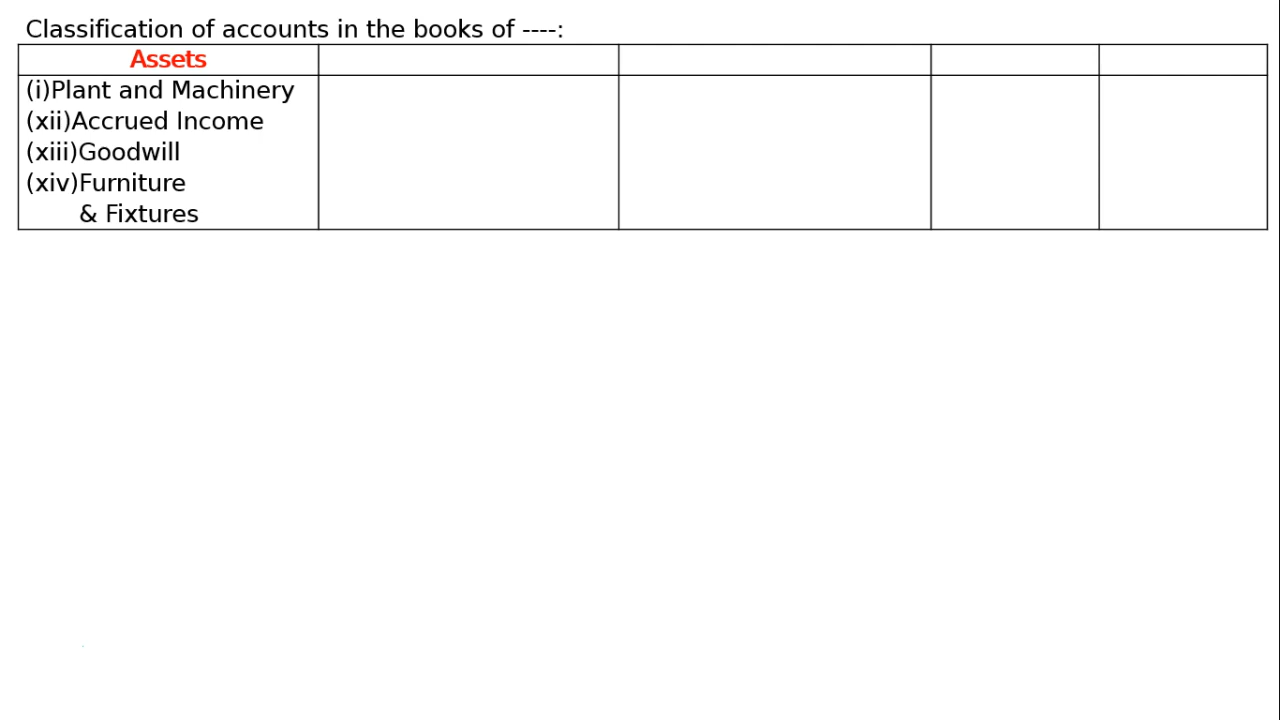 Classification of accounts in the books of ----:
Assets
(i)Plant and Machinery
(xii)Accrued Income
(xiii)Goodwill
(xiv)Furniture
& Fixtures